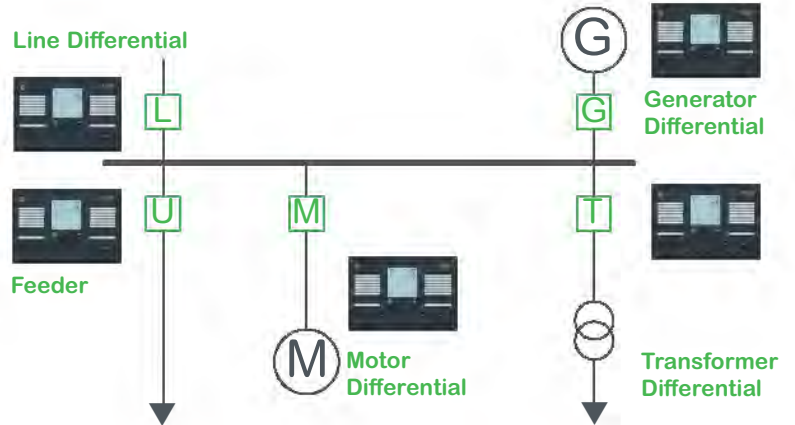 Line Differential
G
L
G
Generator
Differential
U
M
T
Feeder
M
Motor
Differential
Transformer
Differential